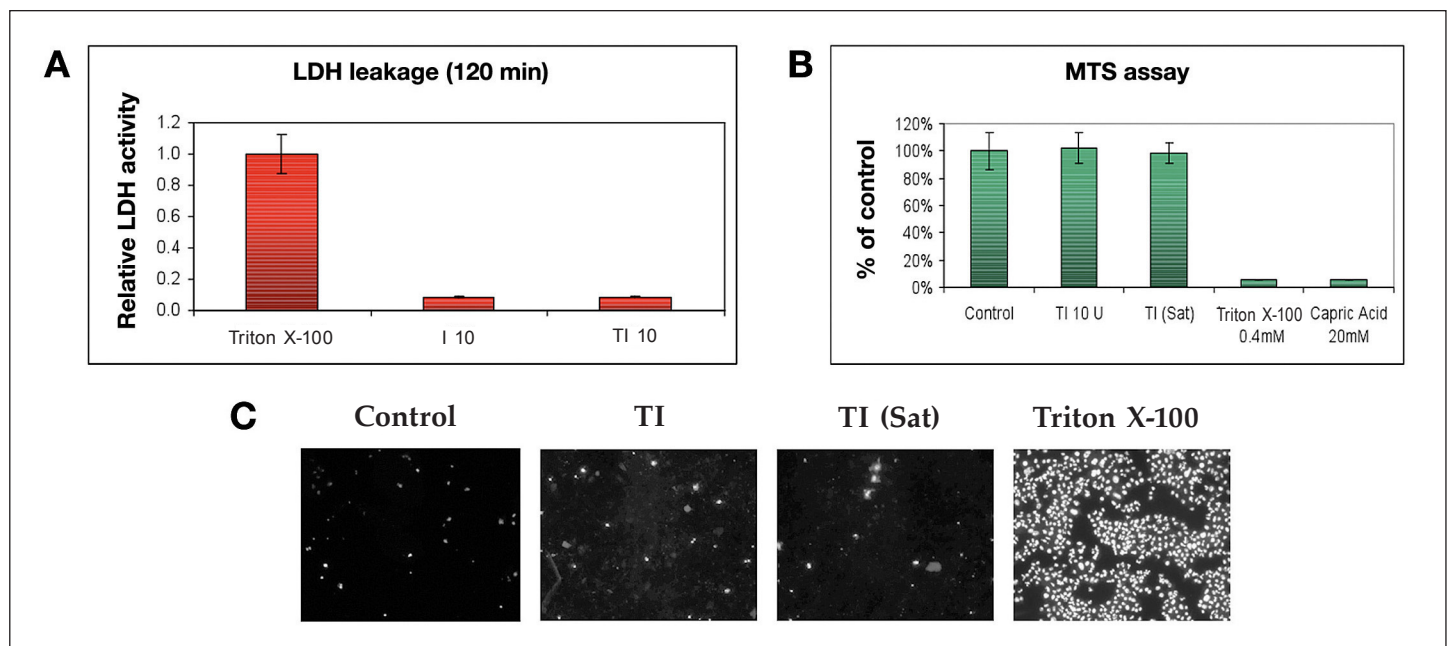 A
LDH leakage (120 min)
Relative LDH activity
1.2
1.0
0.8
0.6
0.4
0.2
0.0
Triton X-100
I 10
TI 10
B
MTS assay
% of control
120%
100%
80%
60%
40%
20%
0%
Control
TI 10 U
TI (Sat)
Triton X-100
0.4mM
Capric Acid
20mM
C
Control
TI
TI (Sat)
Triton X-100